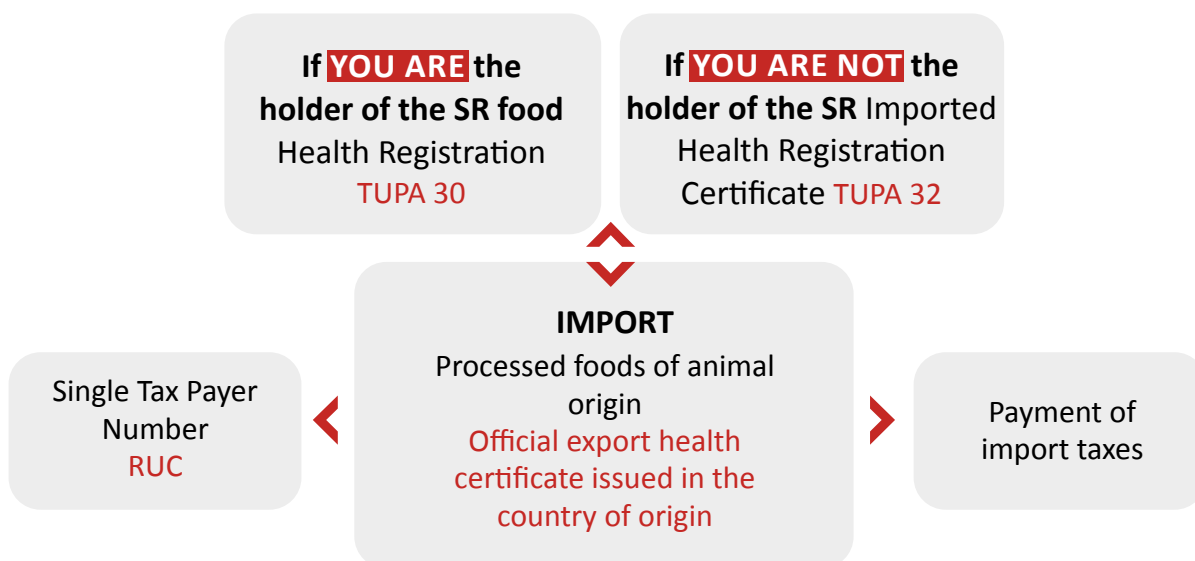 If YOU ARE the
holder of the SR food
Health Registration
TUPA 30
If YOU ARE NOT the
holder of the SR Imported
Health Registration
Certificate TUPA 32
IMPORT
Processed foods of animal
origin
Official export health
certificate issued in the
country of origin
Single Tax Payer
Number
RUC
Payment of
import taxes